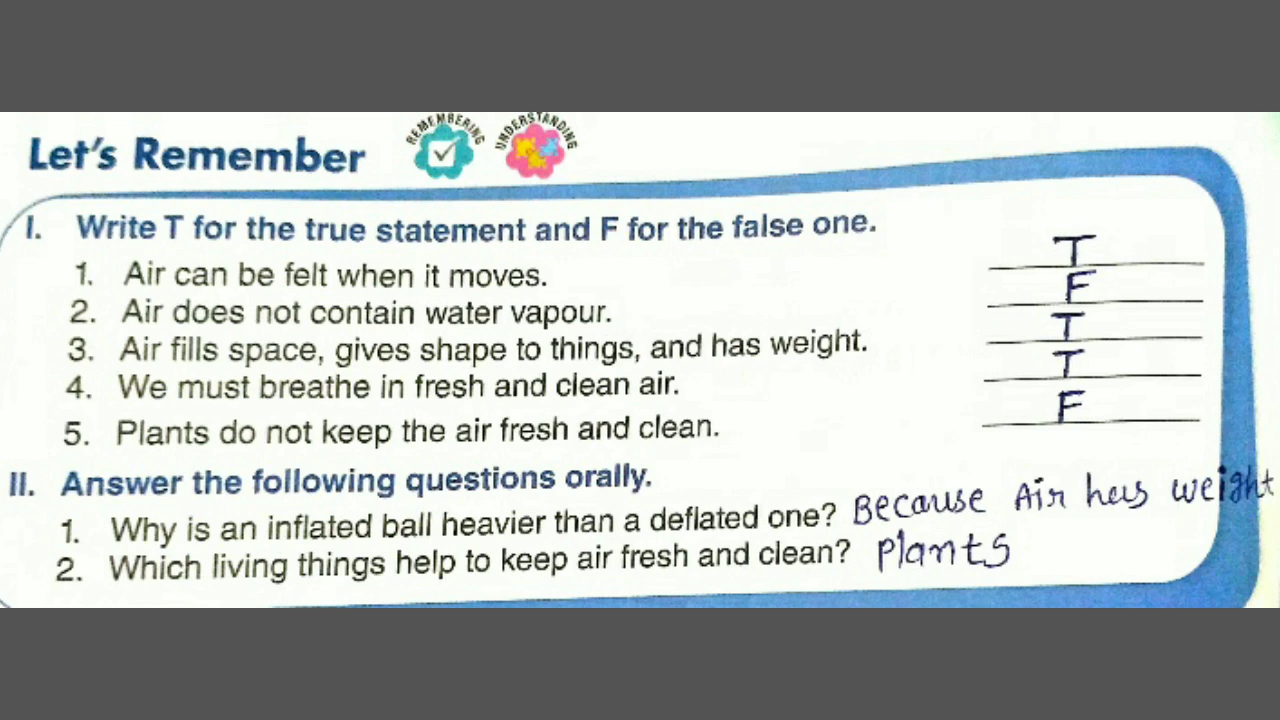 Let's Remember
REMEMBERING
UNDERSTANDING
I. Write T for the true statement and F for the false one.
1. Air can be felt when it moves. T
2. Air does not contain water vapour. F
3. Air fills space, gives shape to things, and has weight. T
4. We must breathe in fresh and clean air. T
5. Plants do not keep the air fresh and clean. F
II. Answer the following questions orally.
1. Why is an inflated ball heavier than a deflated one? Because Air has weight
2. Which living things help to keep air fresh and clean? Plants